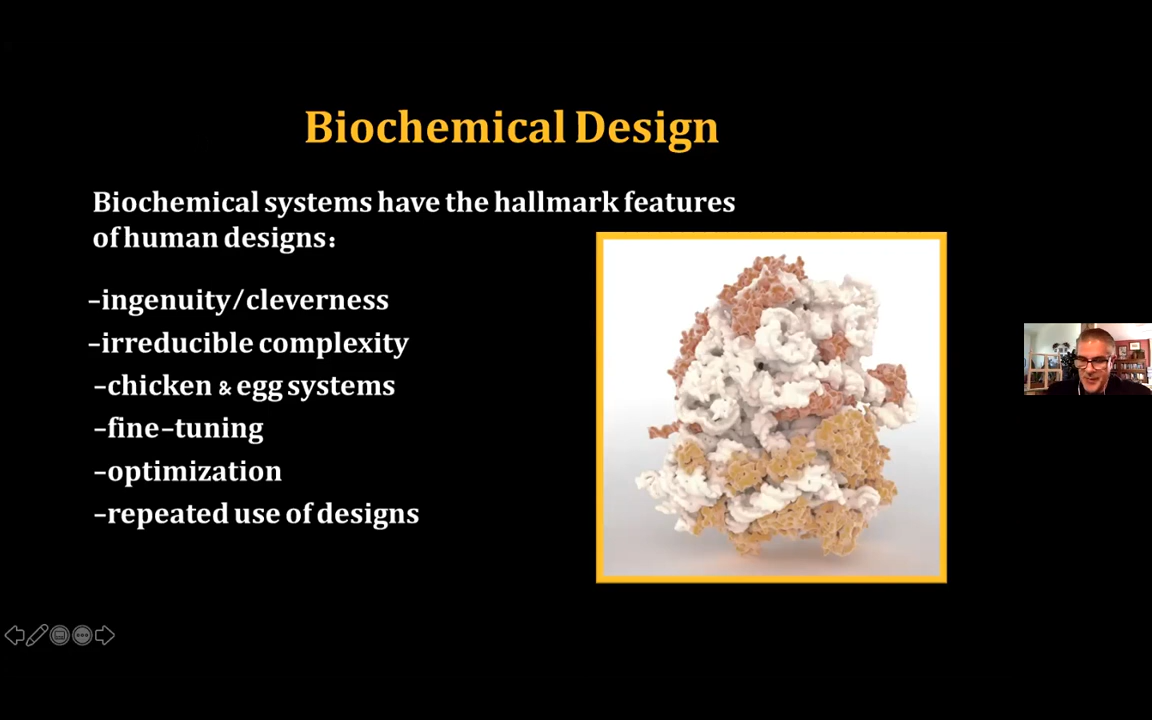 Biochemical Design
Biochemical systems have the hallmark features
of human designs:
-ingenuity/cleverness
-irreducible complexity
-chicken & egg systems
-fine-tuning
-optimization
-repeated use of designs